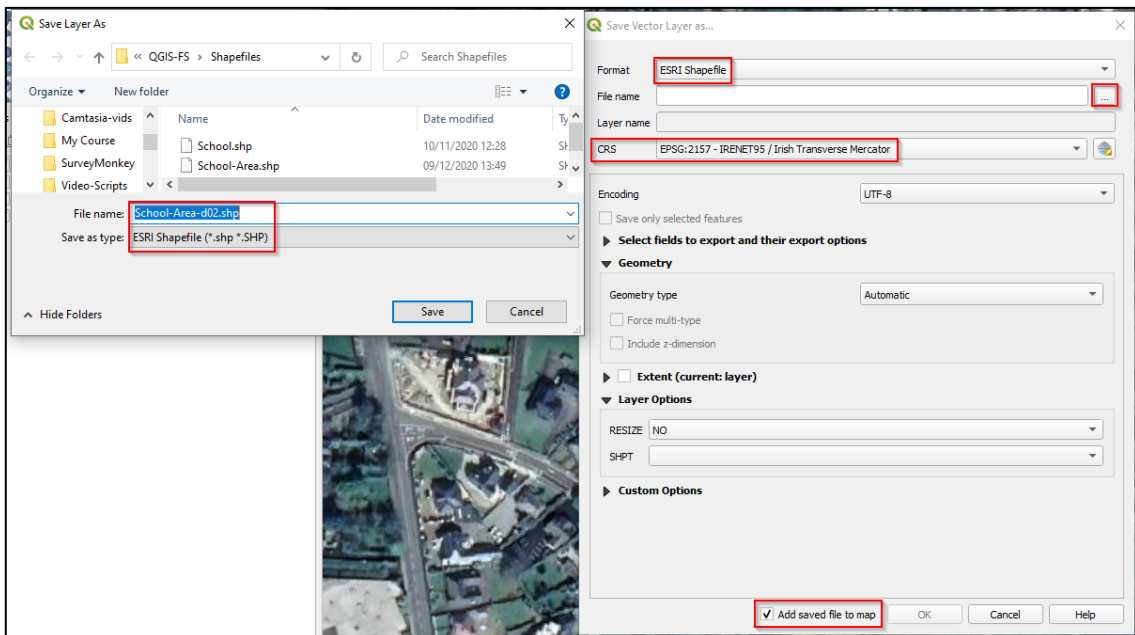 Save Layer As
« QGIS-FS › Shapefiles
Search Shapefiles
Organize
New folder
Camtasia-vids
My Course
SurveyMonkey
Video-Scripts
Name
Date modified
Ty
School.shp
10/11/2020 12:28
SH
School-Area.shp
09/12/2020 13:49
SH
File name:
School-Area-d02.shp
Save as type:
ESRI Shapefile (*.shp *.SHP)
Hide Folders
Save
Cancel
Save Vector Layer as...
Format
ESRI Shapefile
File name
...
Layer name
CRS
EPSG:2157 - IRENET95 / Irish Transverse Mercator
Encoding
UTF-8
Save only selected features
Select fields to export and their export options
Geometry
Geometry type
Automatic
Force multi-type
Include z-dimension
Extent (current: layer)
Layer Options
RESIZE
NO
SHPT
Custom Options
Add saved file to map
OK
Cancel
Help